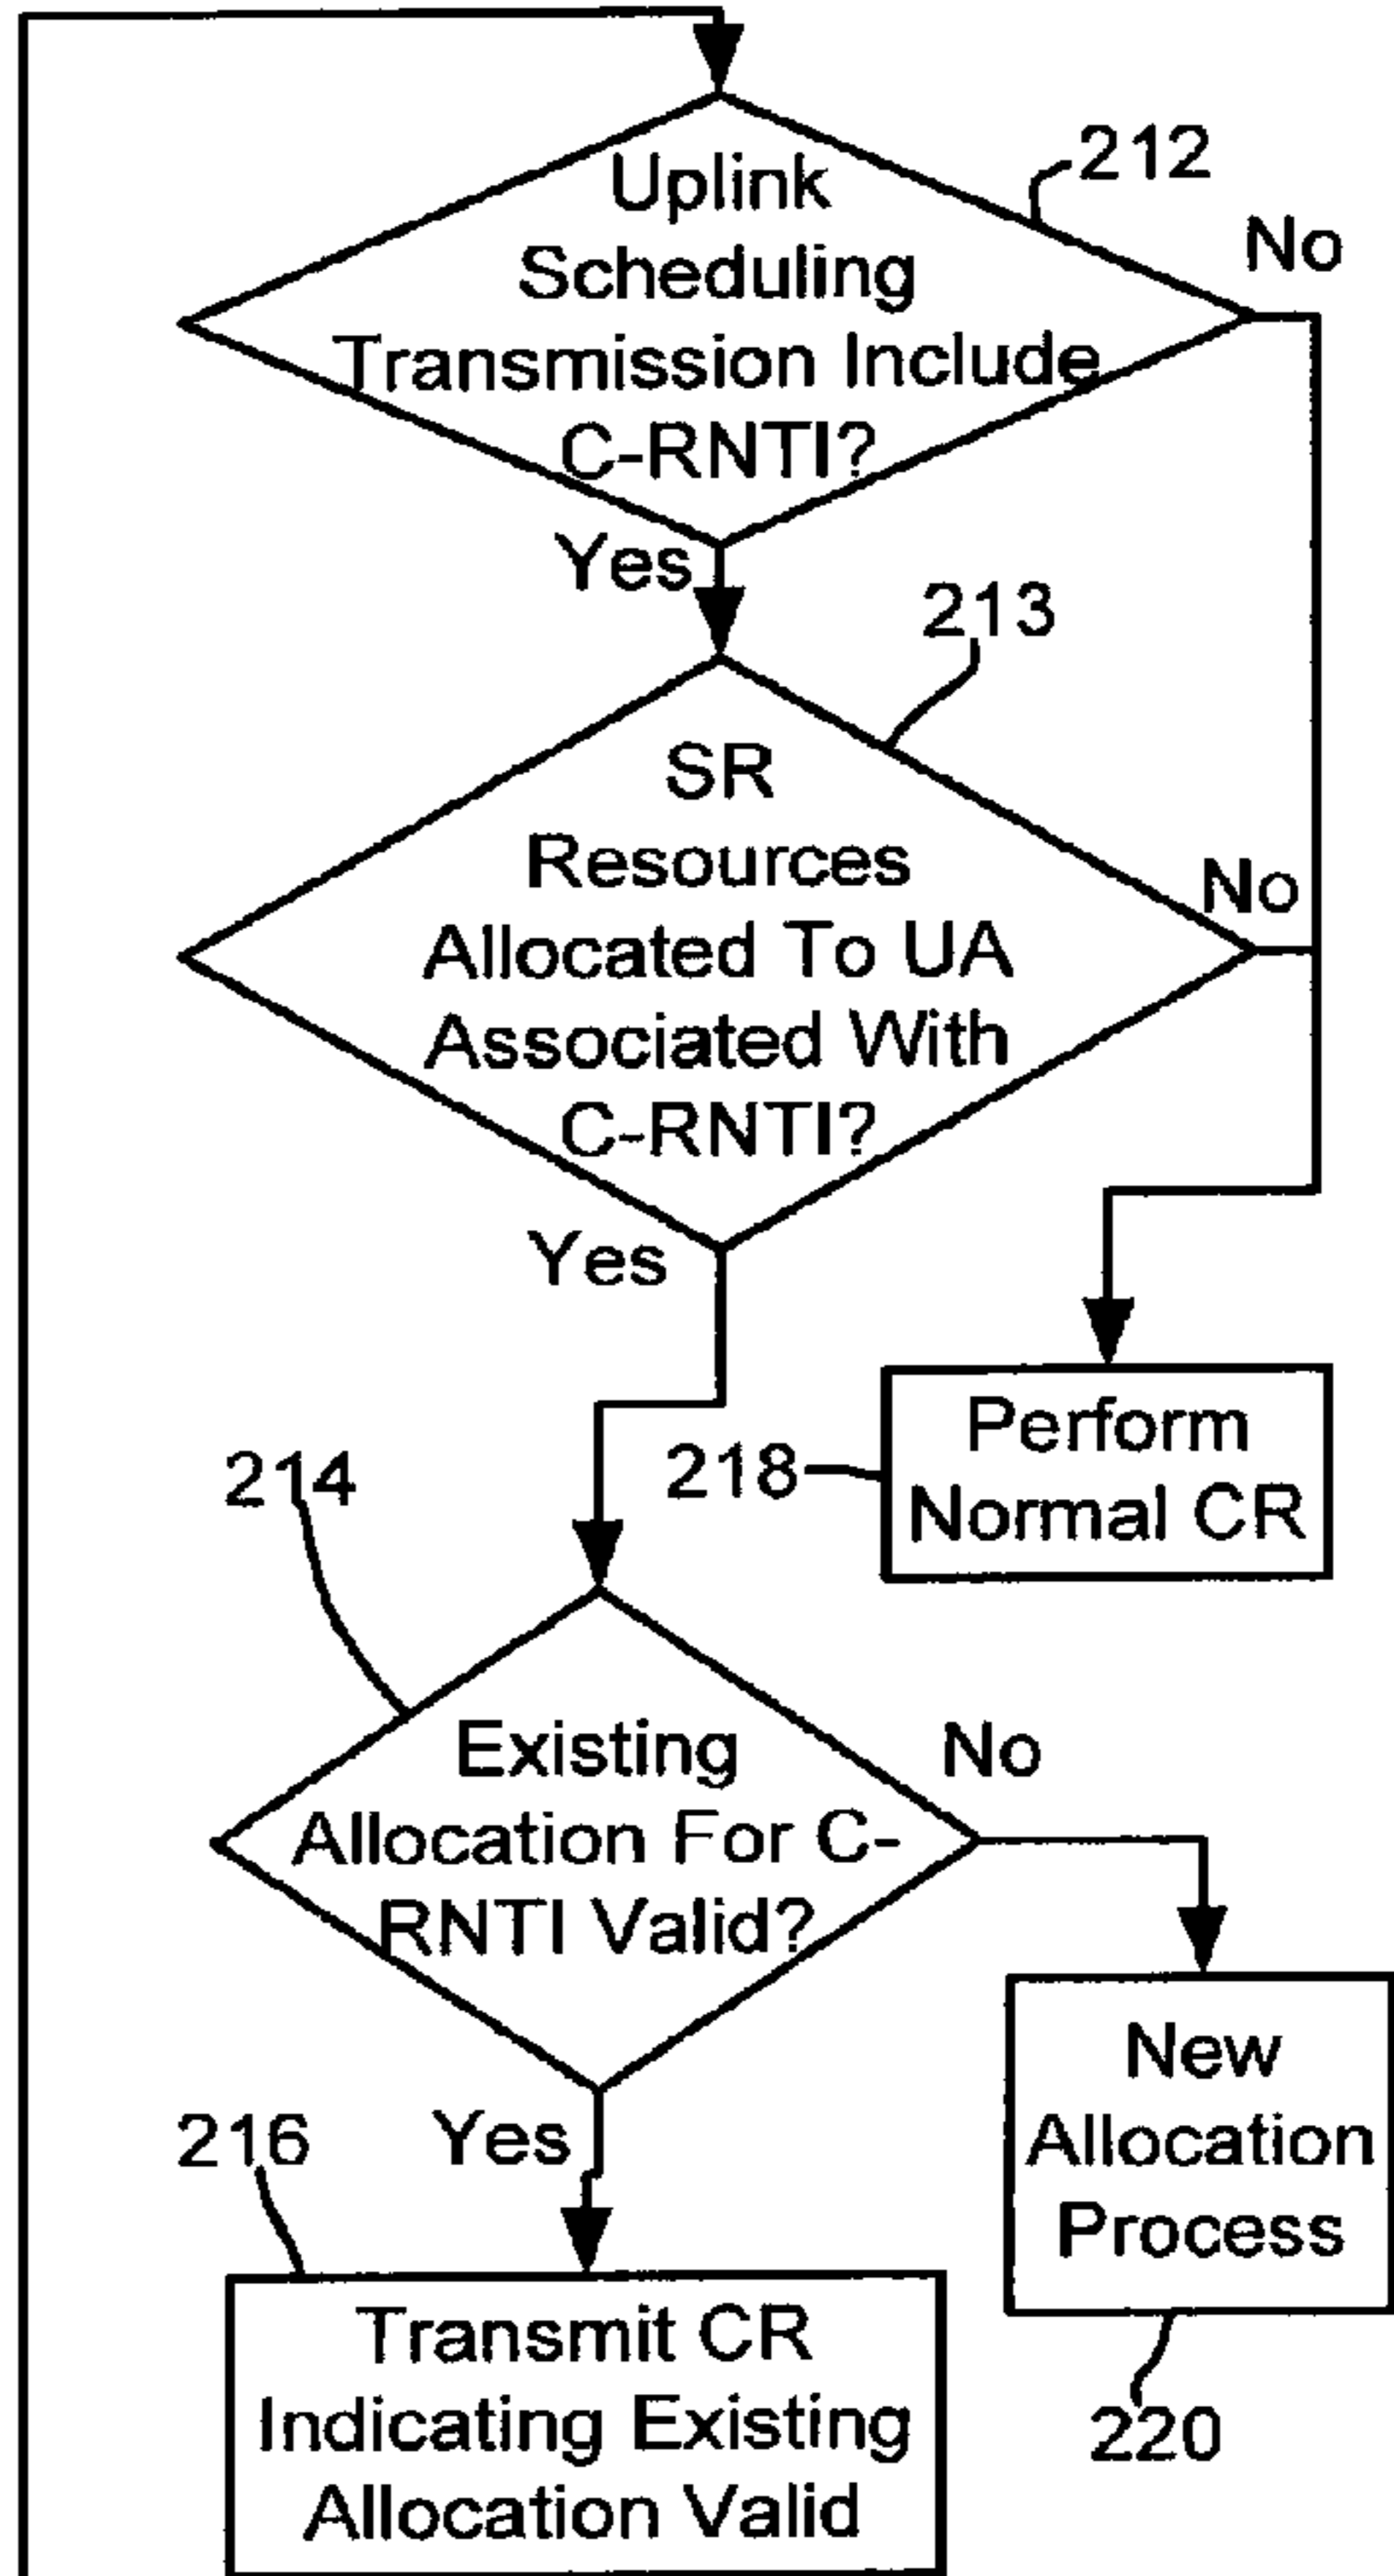 Uplink
Scheduling
Transmission Include
C-RNTI?
212
No
Yes
213
SR
Resources
Allocated To UA
Associated With
C-RNTI?
No
Yes
218
Perform
Normal CR
214
Existing
Allocation For C-
RNTI Valid?
No
Yes
216
New
Allocation
Process
220
Transmit CR
Indicating Existing
Allocation Valid